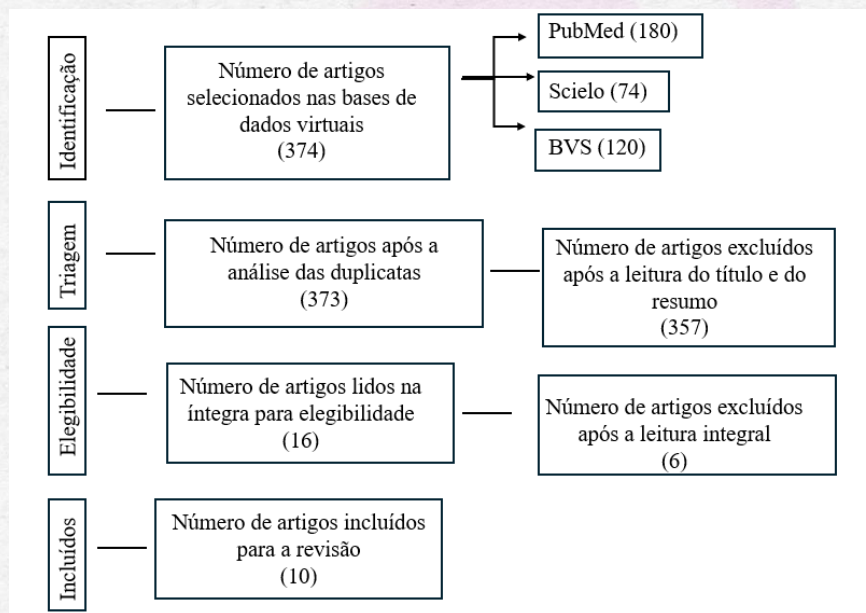 Identificação
Número de artigos
selecionados nas bases de
dados virtuais
(374)
PubMed (180)
Scielo (74)
BVS (120)
Triagem
Número de artigos após a
análise das duplicatas
(373)
Número de artigos excluídos
após a leitura do título e do
resumo
(357)
Elegibilidade
Número de artigos lidos na
íntegra para elegibilidade
(16)
Número de artigos excluídos
após a leitura integral
(6)
Incluídos
Número de artigos incluídos
para a revisão
(10)